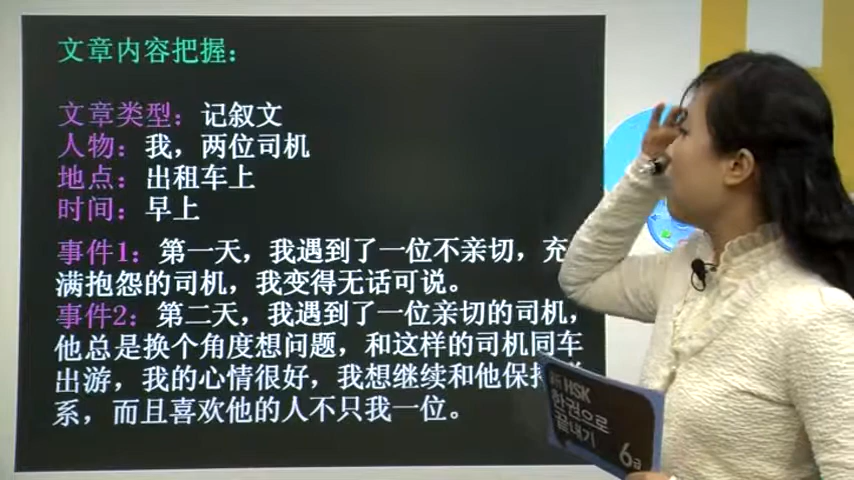 文章内容把握：
文章类型：记叙文
人物：我，两位司机
地点：出租车上
时间：早上
事件1：第一天，我遇到了一位不亲切，充
满抱怨的司机，我变得无话可说。
事件2：第二天，我遇到了一位亲切的司机，
他总是换个角度想问题，和这样的司机同车
出游，我的心情很好，我想继续和他保持
系，而且喜欢他的人不只我一位。
新 HSK
한권으로
끝내기
6급